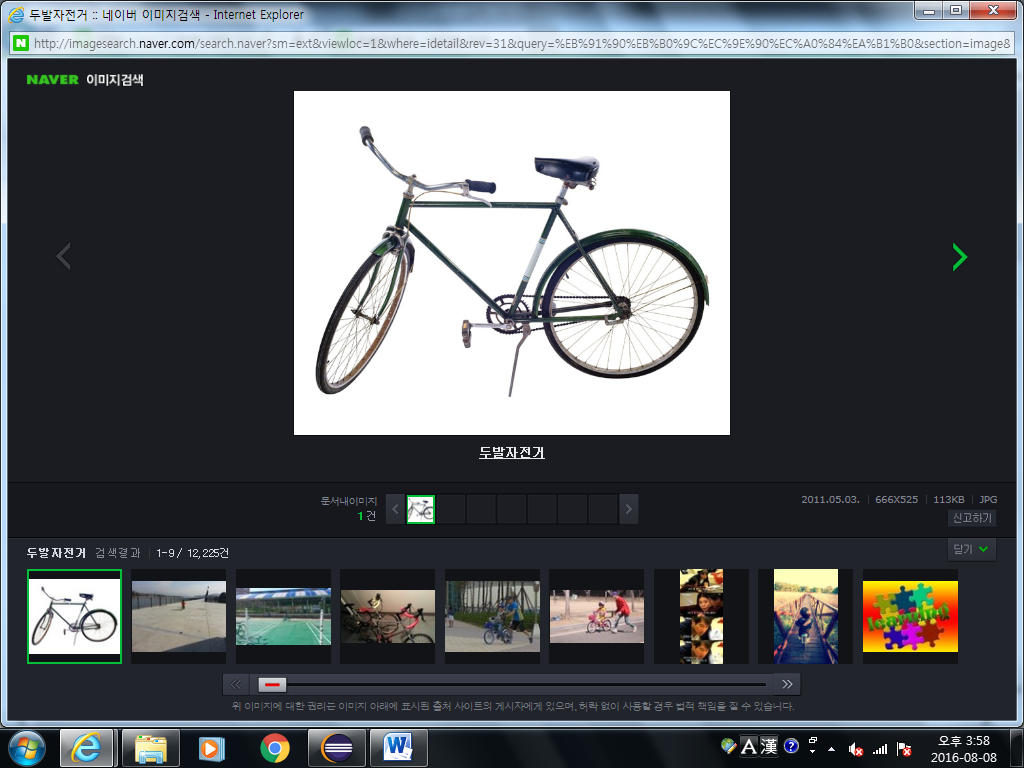 두발자전거 :: 네이버 이미지검색 - Internet Explorer
http://imagesearch.naver.com/search.naver?sm=ext&viewloc=1&where=idetail&rev=31&query=%EB%91%90%EB%B0%9C%EC%9E%90%EC%A0%84%EA%B1%B0&section=image&
NAVER 이미지검색
두발자전거
문서내이미지
1 건
2011.05.03. 666X525 113KB JPG
신고하기
두발자전거 검색결과 1-9 / 12,225건
닫기
learning
위 이미지에 대한 권리는 이미지 아래에 표시된 출처 사이트의 게시자에게 있으며, 허락 없이 사용할 경우 법적 책임을 질 수 있습니다.
A 漢
오후 3:58
2016-08-08